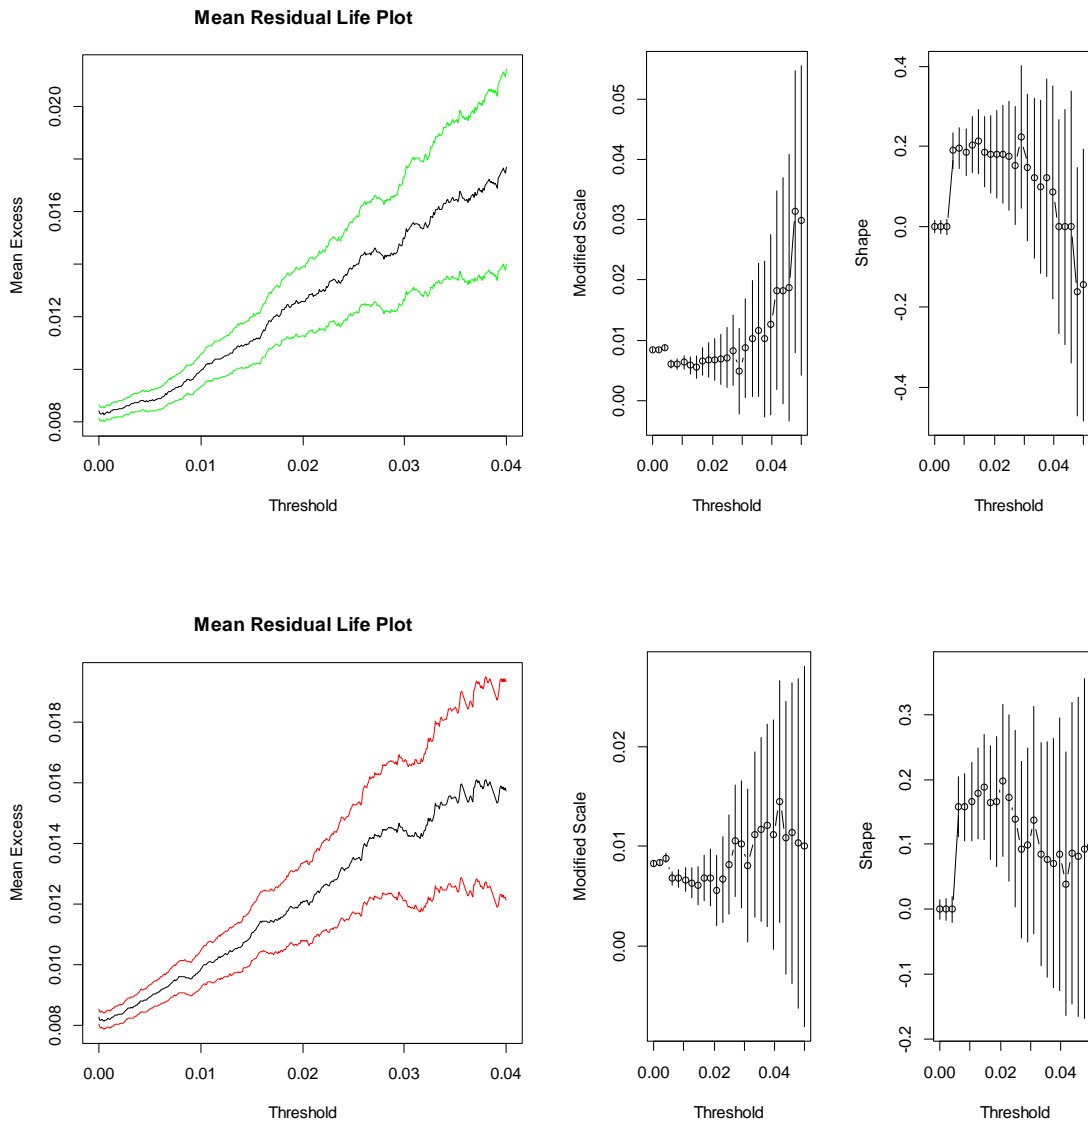 Mean Residual Life Plot
Mean Excess
0.008 0.012 0.016 0.020
0.00 0.01 0.02 0.03 0.04
Threshold
Modified Scale
0.00 0.01 0.02 0.03 0.04 0.05
0.00 0.02 0.04
Threshold
Shape
-0.4 -0.2 0.0 0.2 0.4
0.00 0.04
Threshold
Mean Residual Life Plot
Mean Excess
0.008 0.010 0.012 0.014 0.016 0.018
0.00 0.01 0.02 0.03 0.04
Threshold
Modified Scale
0.00 0.01 0.02
0.00 0.02 0.04
Threshold
Shape
-0.2 -0.1 0.0 0.1 0.2 0.3
0.00 0.04
Threshold